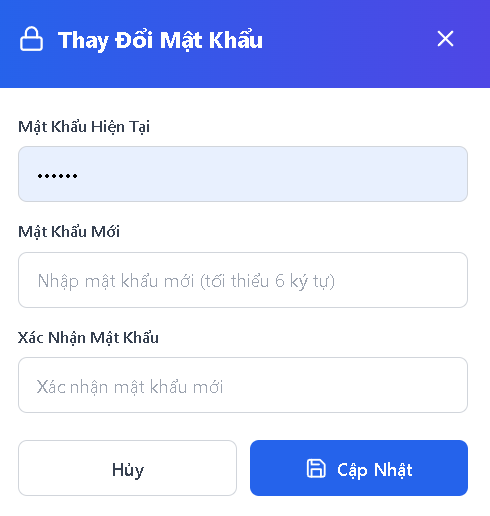 Thay Đổi Mật Khẩu
Mật Khẩu Hiện Tại
••••••
Mật Khẩu Mới
Nhập mật khẩu mới (tối thiểu 6 ký tự)
Xác Nhận Mật Khẩu
Xác nhận mật khẩu mới
Hủy
Cập Nhật